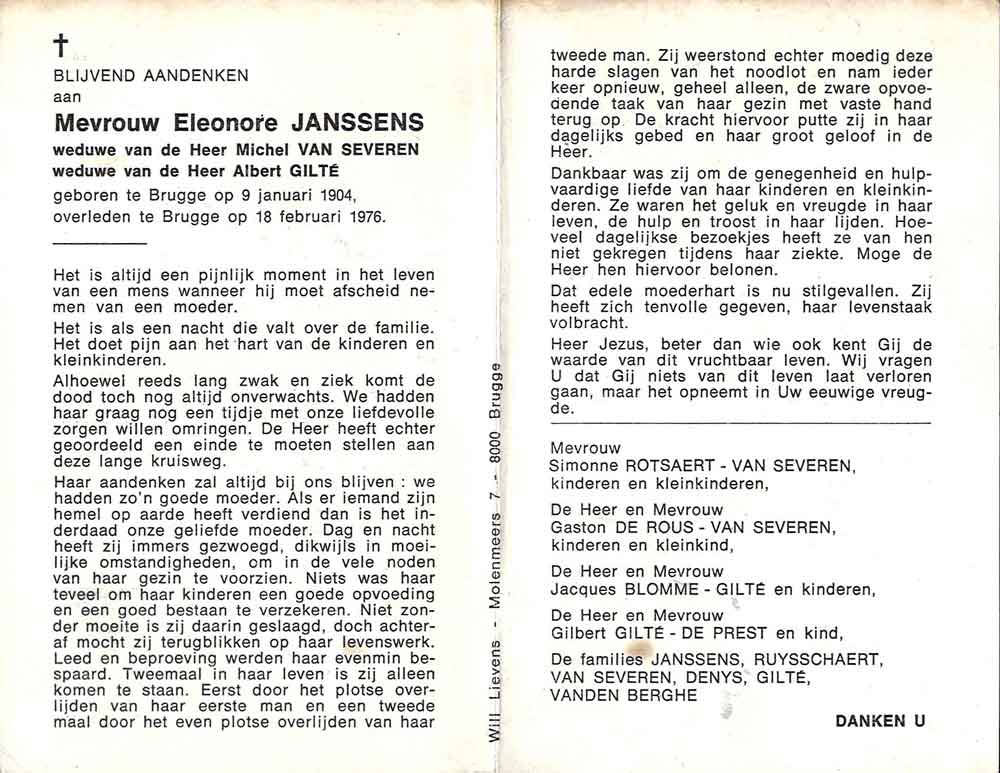 †
BLIJVEND AANDENKEN
aan
Mevrouw Eleonore JANSSENS
weduwe van de Heer Michel VAN SEVEREN
weduwe van de Heer Albert GILTÉ
geboren te Brugge op 9 januari 1904,
overleden te Brugge op 18 februari 1976.
Het is altijd een pijnlijk moment in het leven
van een mens wanneer hij moet afscheid ne-
men van een moeder.
Het is als een nacht die valt over de familie.
Het doet pijn aan het hart van de kinderen en
kleinkinderen.
Alhoewel reeds lang zwak en ziek komt de
dood toch nog altijd onverwachts. We hadden
haar graag nog een tijdje met onze liefdevolle
zorgen willen omringen. De Heer heeft echter
geoordeeld een einde te moeten stellen aan
deze lange kruisweg.
Haar aandenken zal altijd bij ons blijven : we
hadden zo'n goede moeder. Als er iemand zijn
hemel op aarde heeft verdiend dan is het in-
derdaad onze geliefde moeder. Dag en nacht
heeft zij immers gezwoegd, dikwijls in moei-
lijke omstandigheden, om in de vele noden
van haar gezin te voorzien. Niets was haar
teveel om haar kinderen een goede opvoeding
en een goed bestaan te verzekeren. Niet zon-
der moeite is zij daarin geslaagd, doch achter-
af mocht zij terugblikken op haar levenswerk.
Leed en beproeving werden haar evenmin be-
spaard. Tweemaal in haar leven is zij alleen
komen te staan. Eerst door het plotse over-
lijden van haar eerste man en een tweede
maal door het even plotse overlijden van haar
Will Lievens - Molenmeers 7 - 8000 Brugge
tweede man. Zij weerstond echter moedig deze
harde slagen van het noodlot en nam ieder
keer opnieuw, geheel alleen, de zware opvoe-
dende taak van haar gezin met vaste hand
terug op. De kracht hiervoor putte zij in haar
dagelijks gebed en haar groot geloof in de
Heer.
Dankbaar was zij om de genegenheid en hulp-
vaardige liefde van haar kinderen en kleinkin-
deren. Ze waren het geluk en vreugde in haar
leven, de hulp en troost in haar lijden. Hoe-
veel dagelijkse bezoekjes heeft ze van hen
niet gekregen tijdens haar ziekte. Moge de
Heer hen hiervoor belonen.
Dat edele moederhart is nu stilgevallen. Zij
heeft zich tenvolle gegeven, haar levenstaak
volbracht.
Heer Jezus, beter dan wie ook kent Gij de
waarde van dit vruchtbaar leven. Wij vragen
U dat Gij niets van dit leven laat verloren
gaan, maar het opneemt in Uw eeuwige vreug-
de.
Mevrouw
Simonne ROTSAERT - VAN SEVEREN,
kinderen en kleinkinderen,
De Heer en Mevrouw
Gaston DE ROUS - VAN SEVEREN,
kinderen en kleinkind,
De Heer en Mevrouw
Jacques BLOMME - GILTÉ en kinderen,
De Heer en Mevrouw
Gilbert GILTÉ - DE PREST en kind,
De families JANSSENS, RUYSSCHAERT,
VAN SEVEREN, DENYS, GILTÉ,
VANDEN BERGHE
DANKEN U